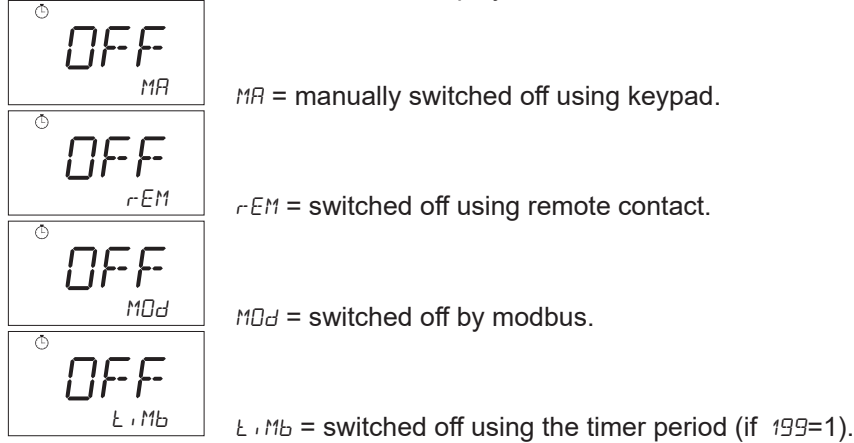 OFF
MA
MA = manually switched off using keypad.
OFF
rEM
rEM = switched off using remote contact.
OFF
MOd
MOd = switched off by modbus.
OFF
tiMb
tiMb = switched off using the timer period (if 199=1).